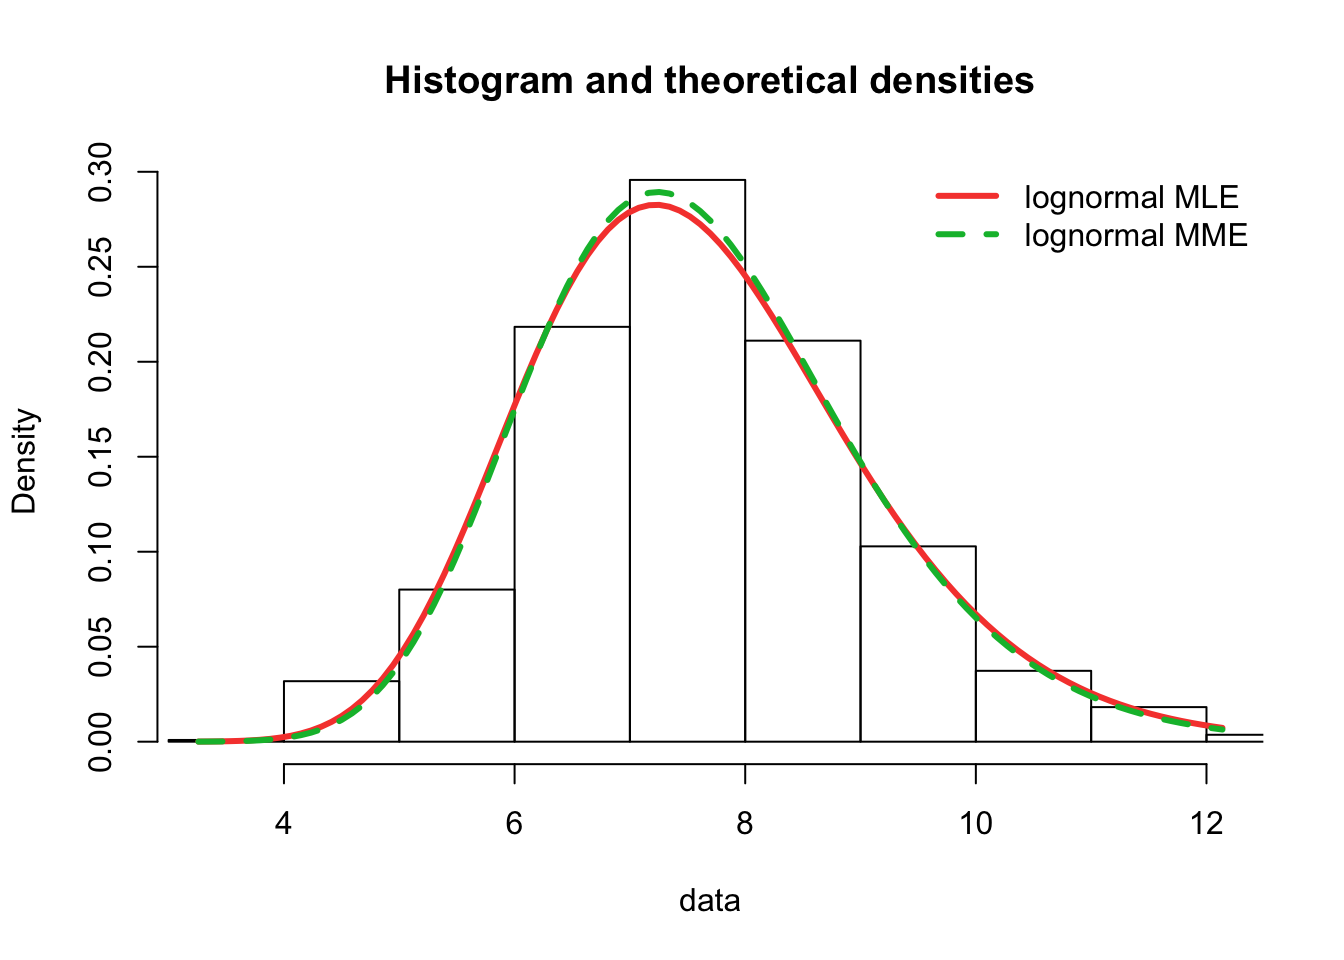 Histogram and theoretical densities
lognormal MLE
lognormal MME
Density
0.00
0.05
0.10
0.15
0.20
0.25
0.30
4
6
8
10
12
data